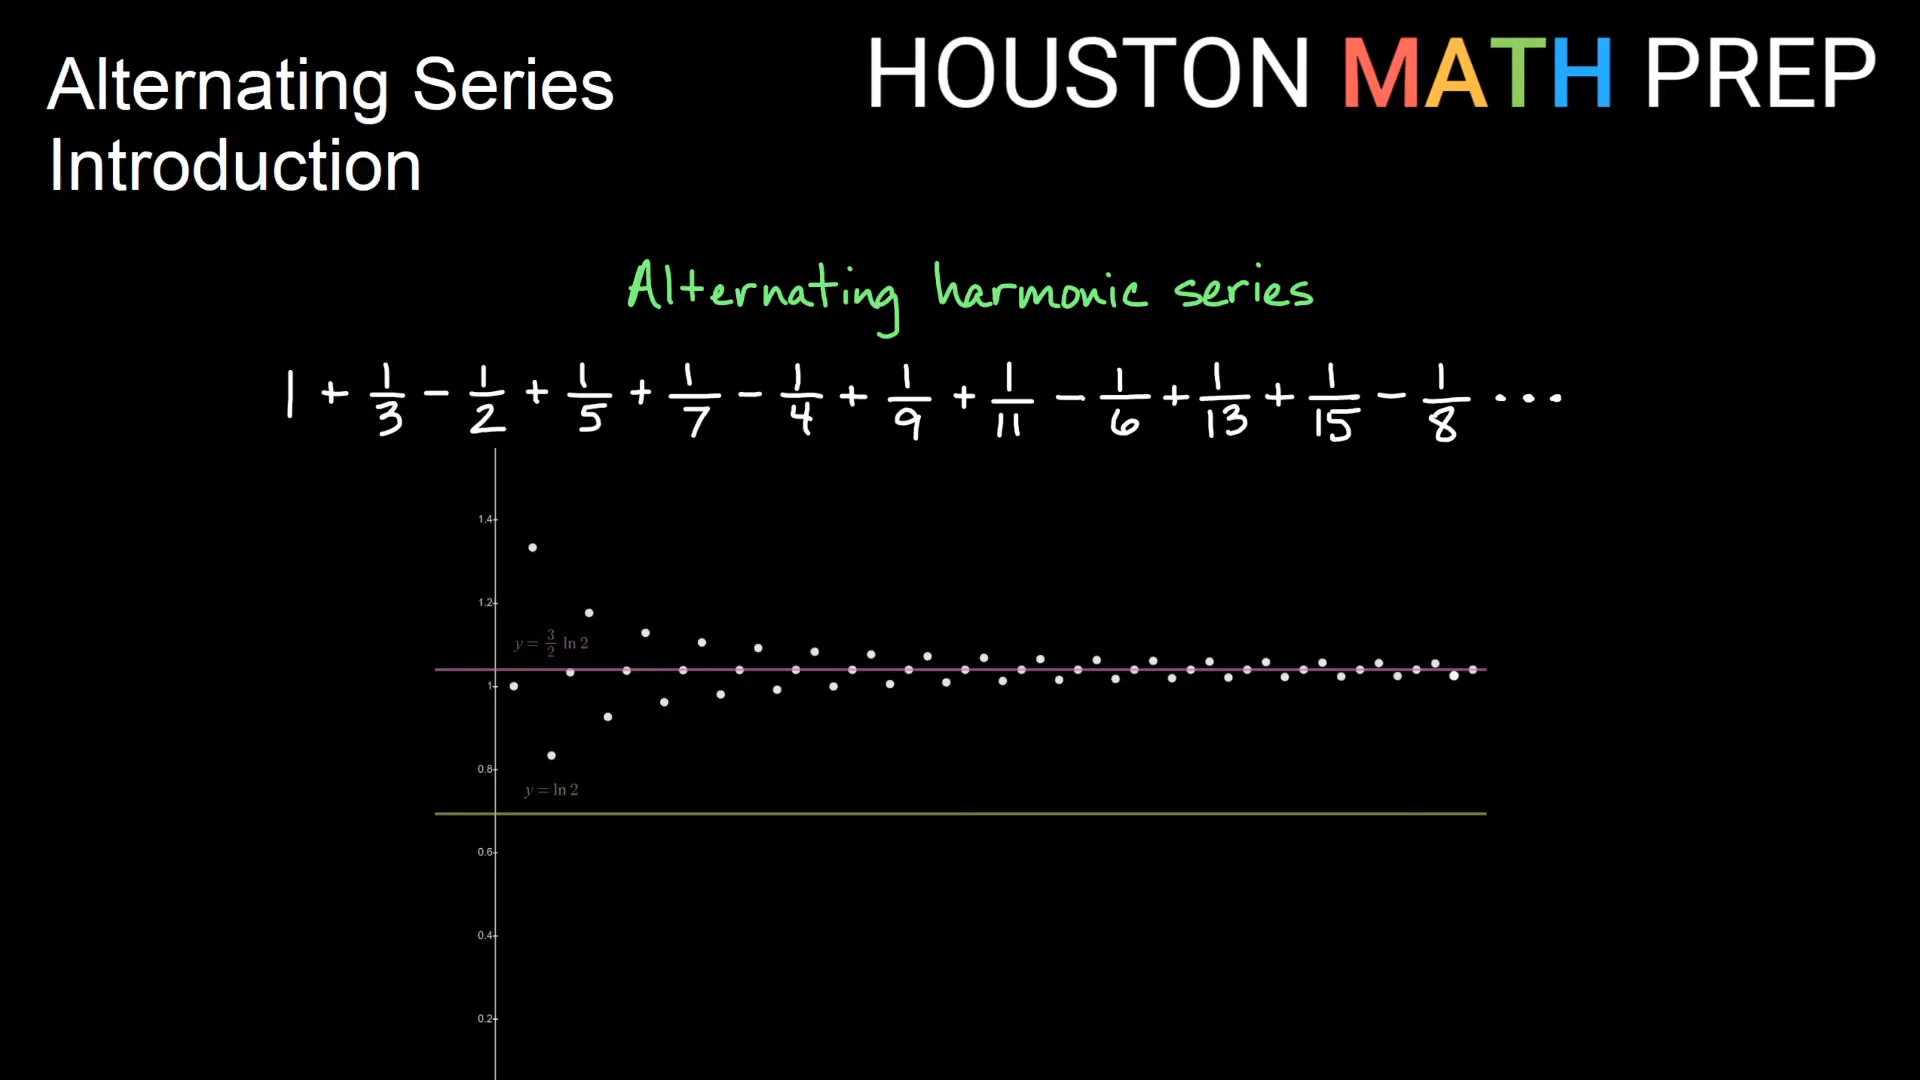 Alternating Series
Introduction
HOUSTON MATH PREP
Alternating harmonic series
1 + 1/3 − 1/2 + 1/5 + 1/7 − 1/4 + 1/9 + 1/11 − 1/6 + 1/13 + 1/15 − 1/8 ...
1.4
1.2
y = 3/2 ln 2
1
0.8
y = ln 2
0.6
0.4
0.2